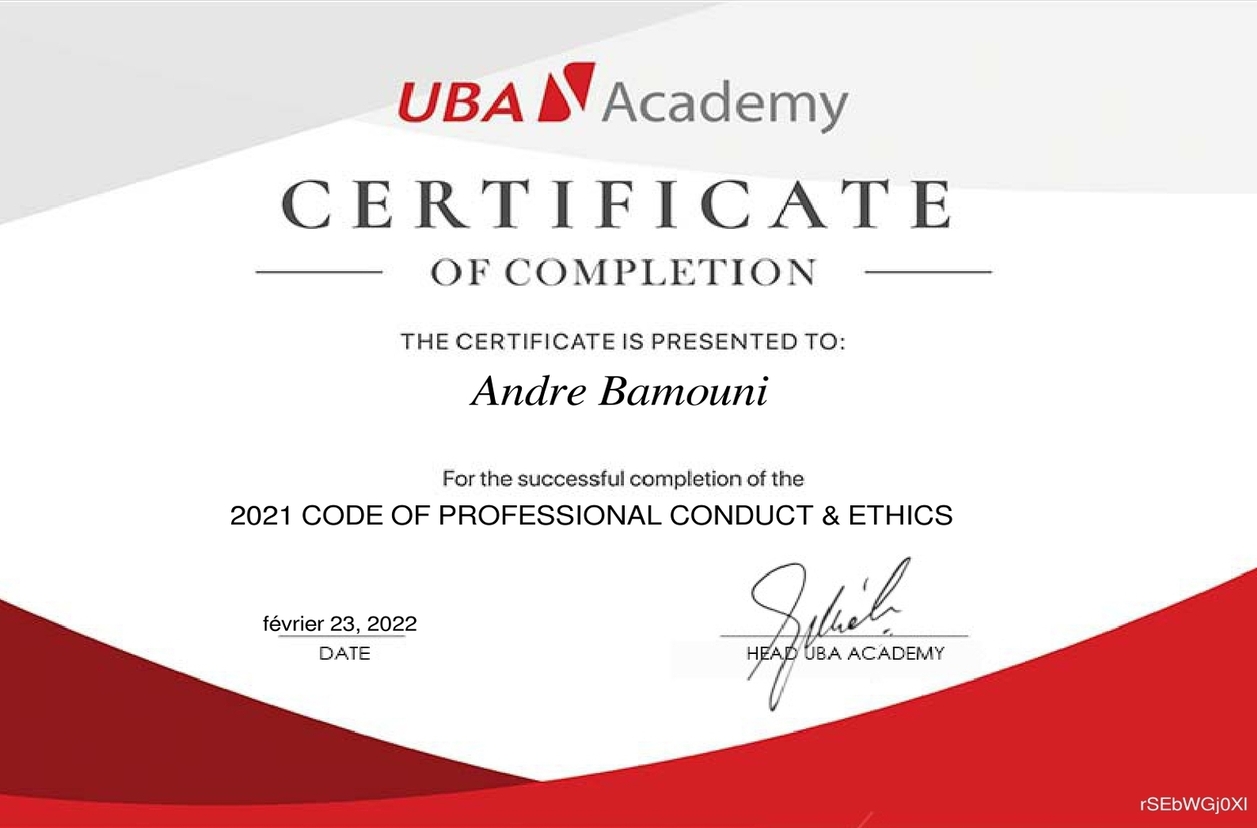 UBA Academy
CERTIFICATE
OF COMPLETION
THE CERTIFICATE IS PRESENTED TO:
Andre Bamouni
For the successful completion of the
2021 CODE OF PROFESSIONAL CONDUCT & ETHICS
février 23, 2022
DATE
HEAD UBA ACADEMY